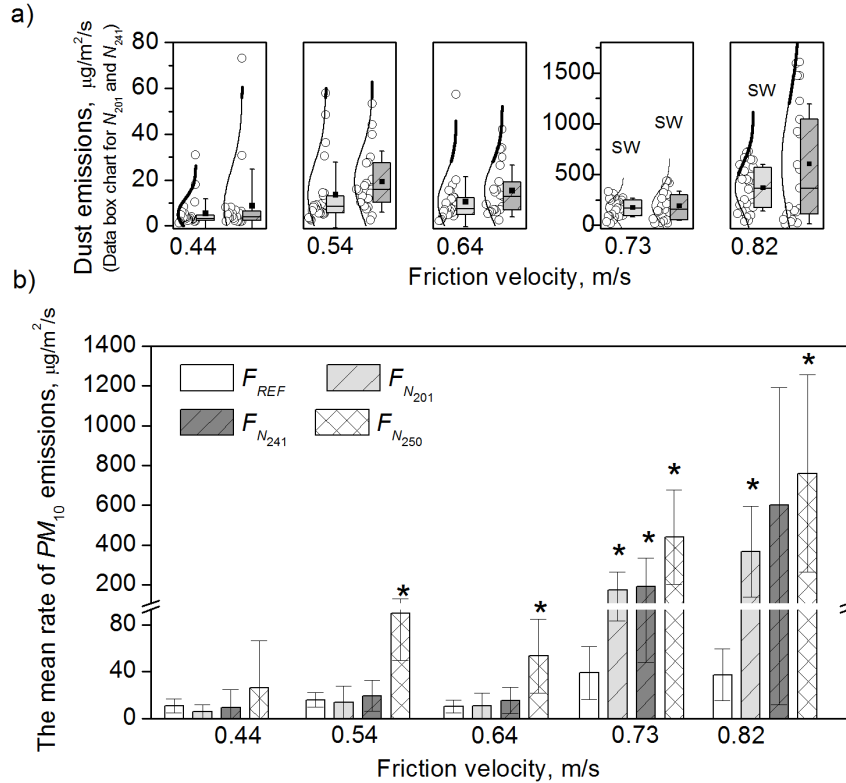 a)
Dust emissions, μg/m²/s
(Data box chart for N201 and N241)
80
60
40
20
0
1500
1000
500
250
0
SW
SW
SW
0.44
0.54
0.64
0.73
0.82
Friction velocity, m/s
b)
The mean rate of PM10 emissions, μg/m²/s
1400
1200
1000
800
600
400
200
80
40
0
FREF
FN201
FN241
FN250
*
*
*
*
*
*
*
0.44
0.54
0.64
0.73
0.82
Friction velocity, m/s